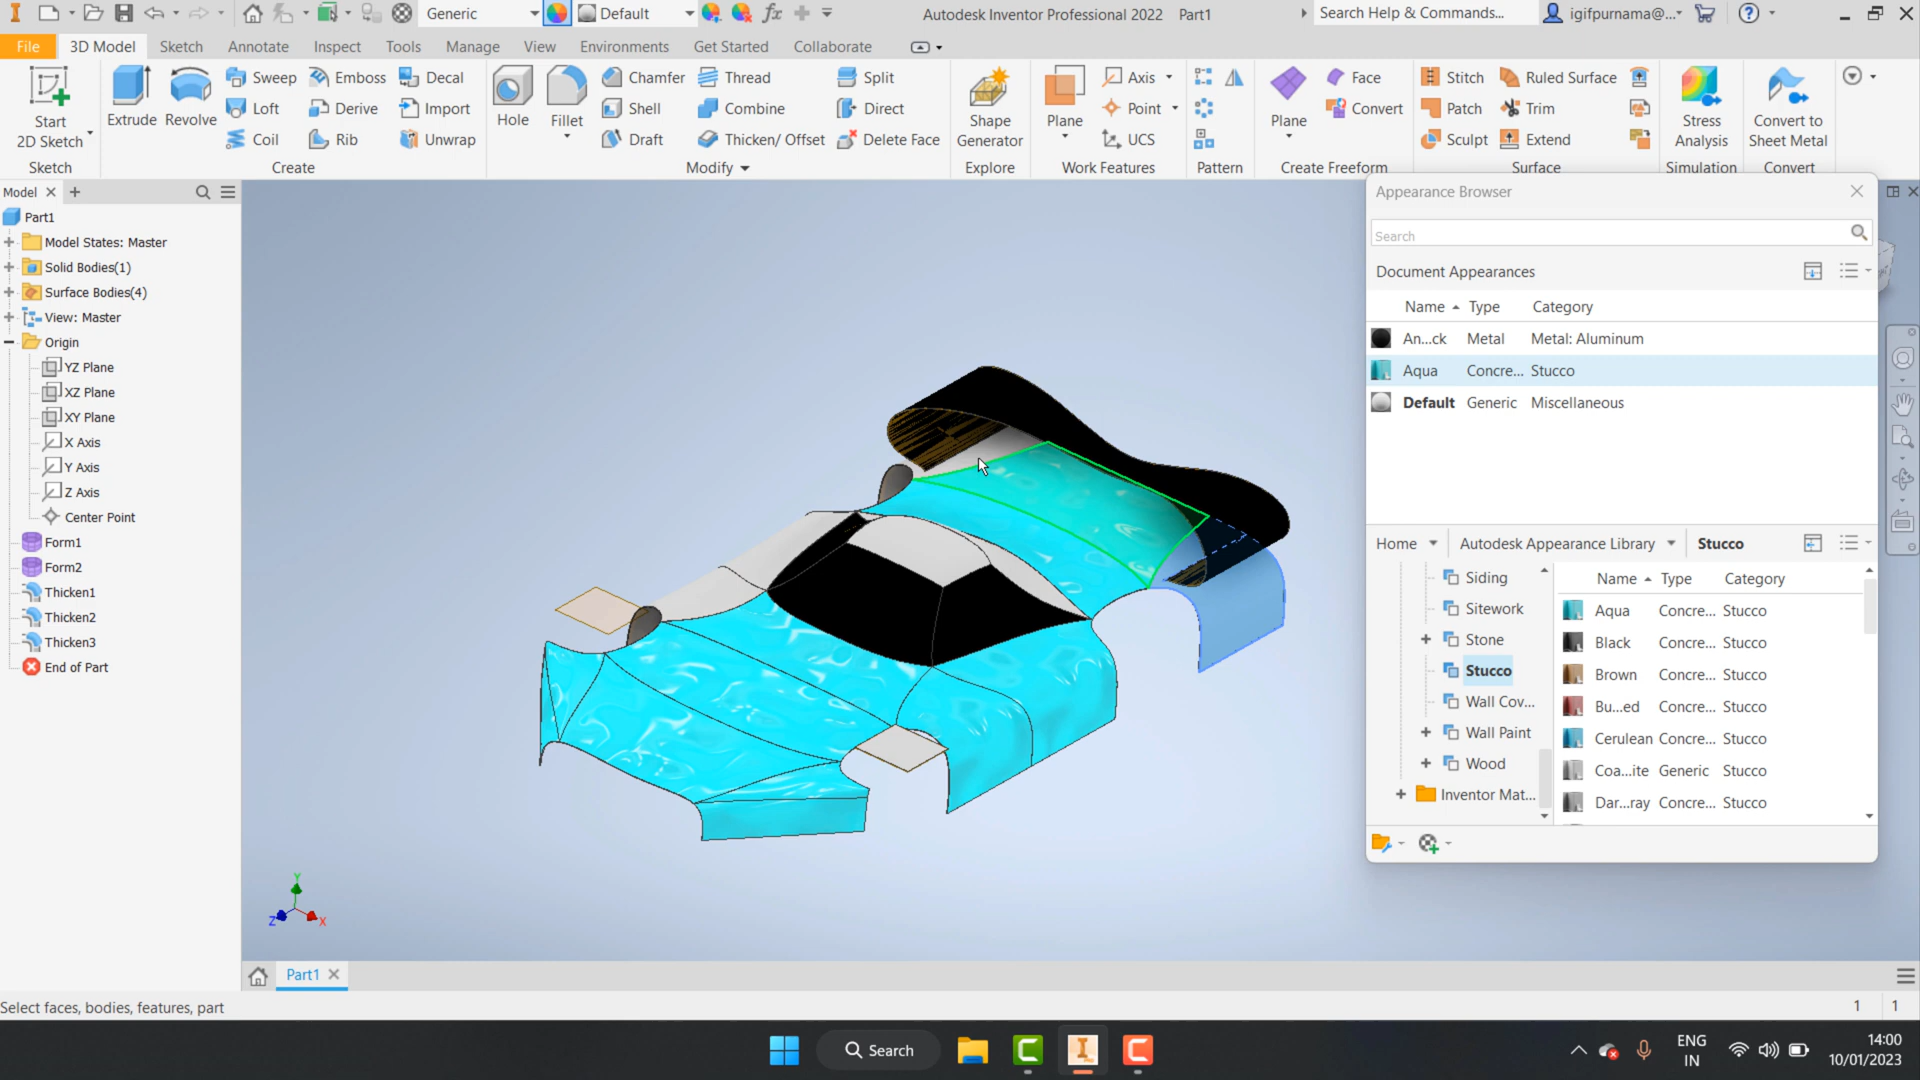 Generic
Default
Autodesk Inventor Professional 2022 Part1
Search Help & Commands...
igifpurnama@...
File
3D Model
Sketch
Annotate
Inspect
Tools
Manage
View
Environments
Get Started
Collaborate
Start
2D Sketch
Sketch
Extrude
Revolve
Sweep
Loft
Coil
Emboss
Derive
Rib
Decal
Import
Unwrap
Create
Hole
Fillet
Chamfer
Shell
Draft
Thread
Combine
Thicken/ Offset
Split
Direct
Delete Face
Modify
Shape
Generator
Explore
Plane
Axis
Point
UCS
Work Features
Pattern
Plane
Face
Convert
Create Freeform
Stitch
Patch
Sculpt
Ruled Surface
Trim
Extend
Surface
Stress
Analysis
Simulation
Convert to
Sheet Metal
Convert
Model
Part1
Model States: Master
Solid Bodies(1)
Surface Bodies(4)
View: Master
Origin
YZ Plane
XZ Plane
XY Plane
X Axis
Y Axis
Z Axis
Center Point
Form1
Form2
Thicken1
Thicken2
Thicken3
End of Part
Y
Z
X
Appearance Browser
Search
Document Appearances
Name Type Category
An...ck Metal Metal: Aluminum
Aqua Concre... Stucco
Default Generic Miscellaneous
Home Autodesk Appearance Library Stucco
Siding
Sitework
Stone
Stucco
Wall Cov...
Wall Paint
Wood
Inventor Mat...
Name Type Category
Aqua Concre... Stucco
Black Concre... Stucco
Brown Concre... Stucco
Bu...ed Concre... Stucco
Cerulean Concre... Stucco
Coa...ite Generic Stucco
Dar...ray Concre... Stucco
Part1
Select faces, bodies, features, part
1 1
Search
ENG
IN
14:00
10/01/2023